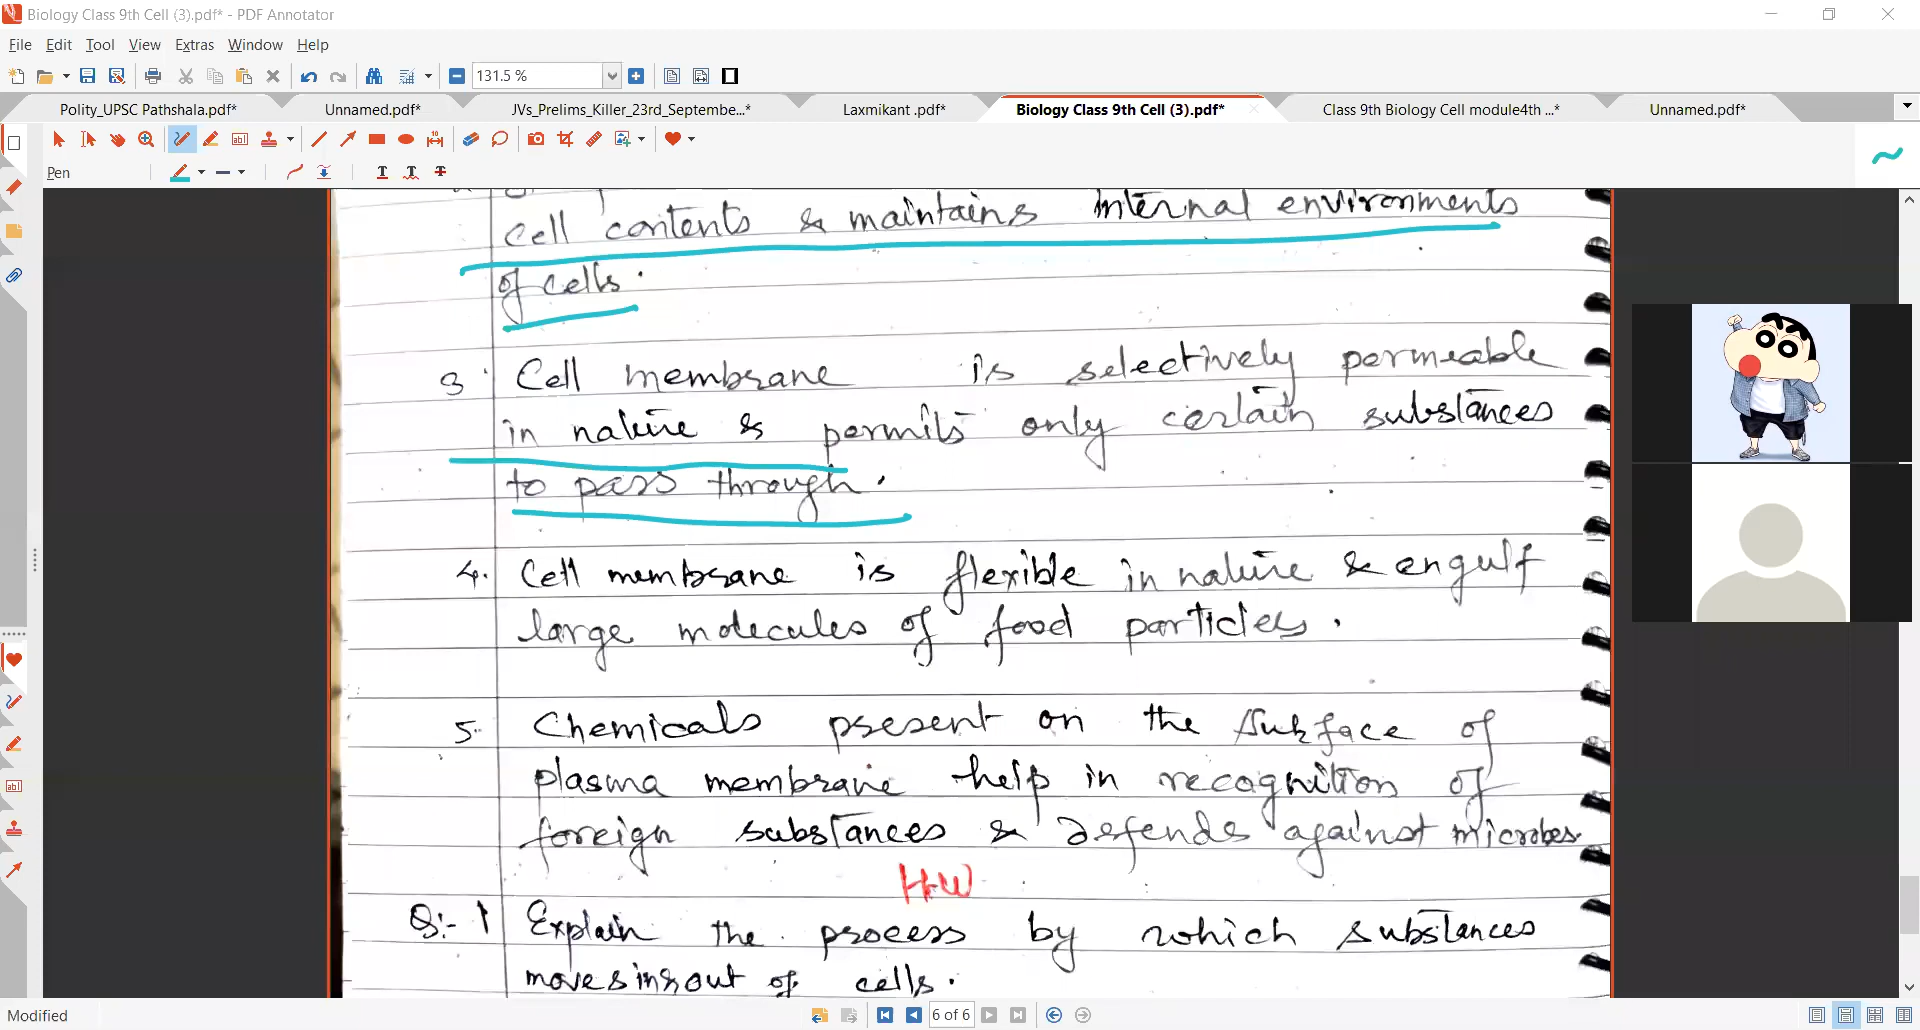 Biology Class 9th Cell (3).pdf* - PDF Annotator
File Edit Tool View Extras Window Help
131.5 %
Polity_UPSC Pathshala.pdf* Unnamed.pdf* JVs_Prelims_Killer_23rd_Septembe...* Laxmikant .pdf* Biology Class 9th Cell (3).pdf* Class 9th Biology Cell module4th ...* Unnamed.pdf*
Pen
Cell contents & maintains internal environments
of cells.
3. Cell membrane is selectively permeable
in nature & permits only certain substances
to pass through.
4. Cell membrane is flexible in nature & engulf
large molecules of food particles.
5. Chemicals present on the surface of
plasma membrane help in recognition of
foreign substances & defends against microbes.
H.W
Q:- 1 Explain the process by which substances
moves in & out of cells.
Modified 6 of 6